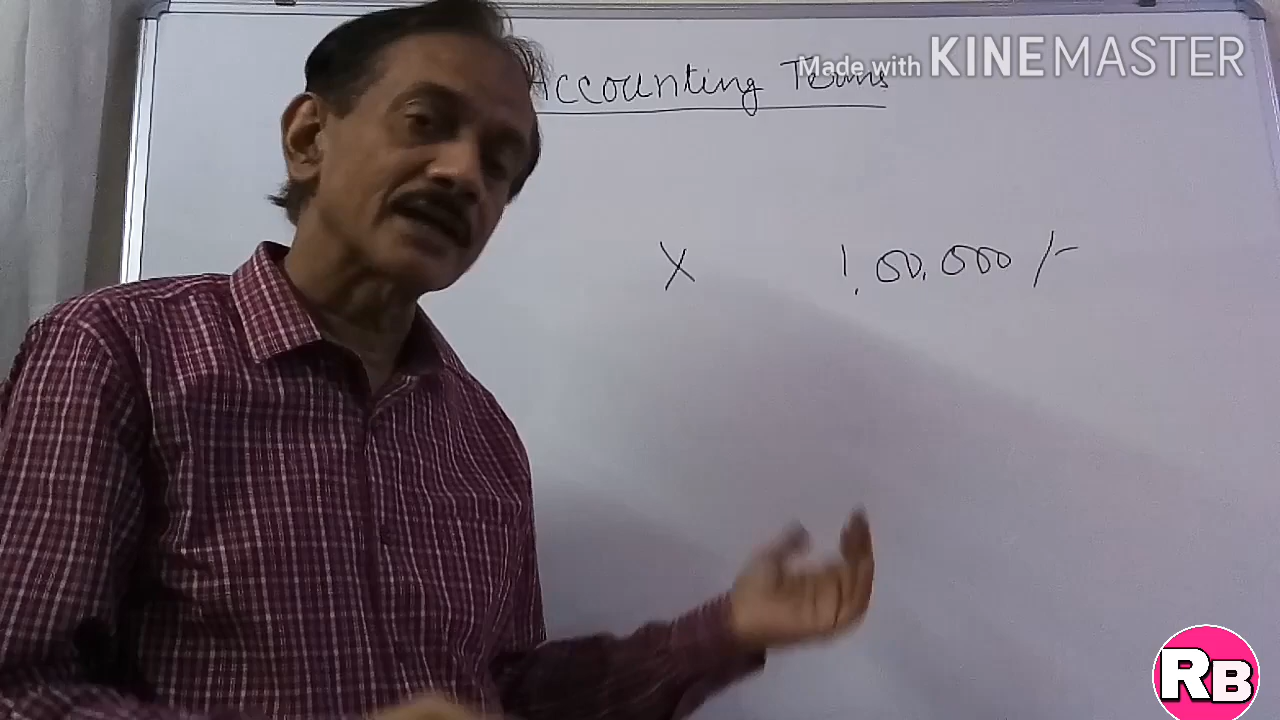 Made with KINEMASTER
Accounting Terms
X 1,00,000/-
RB